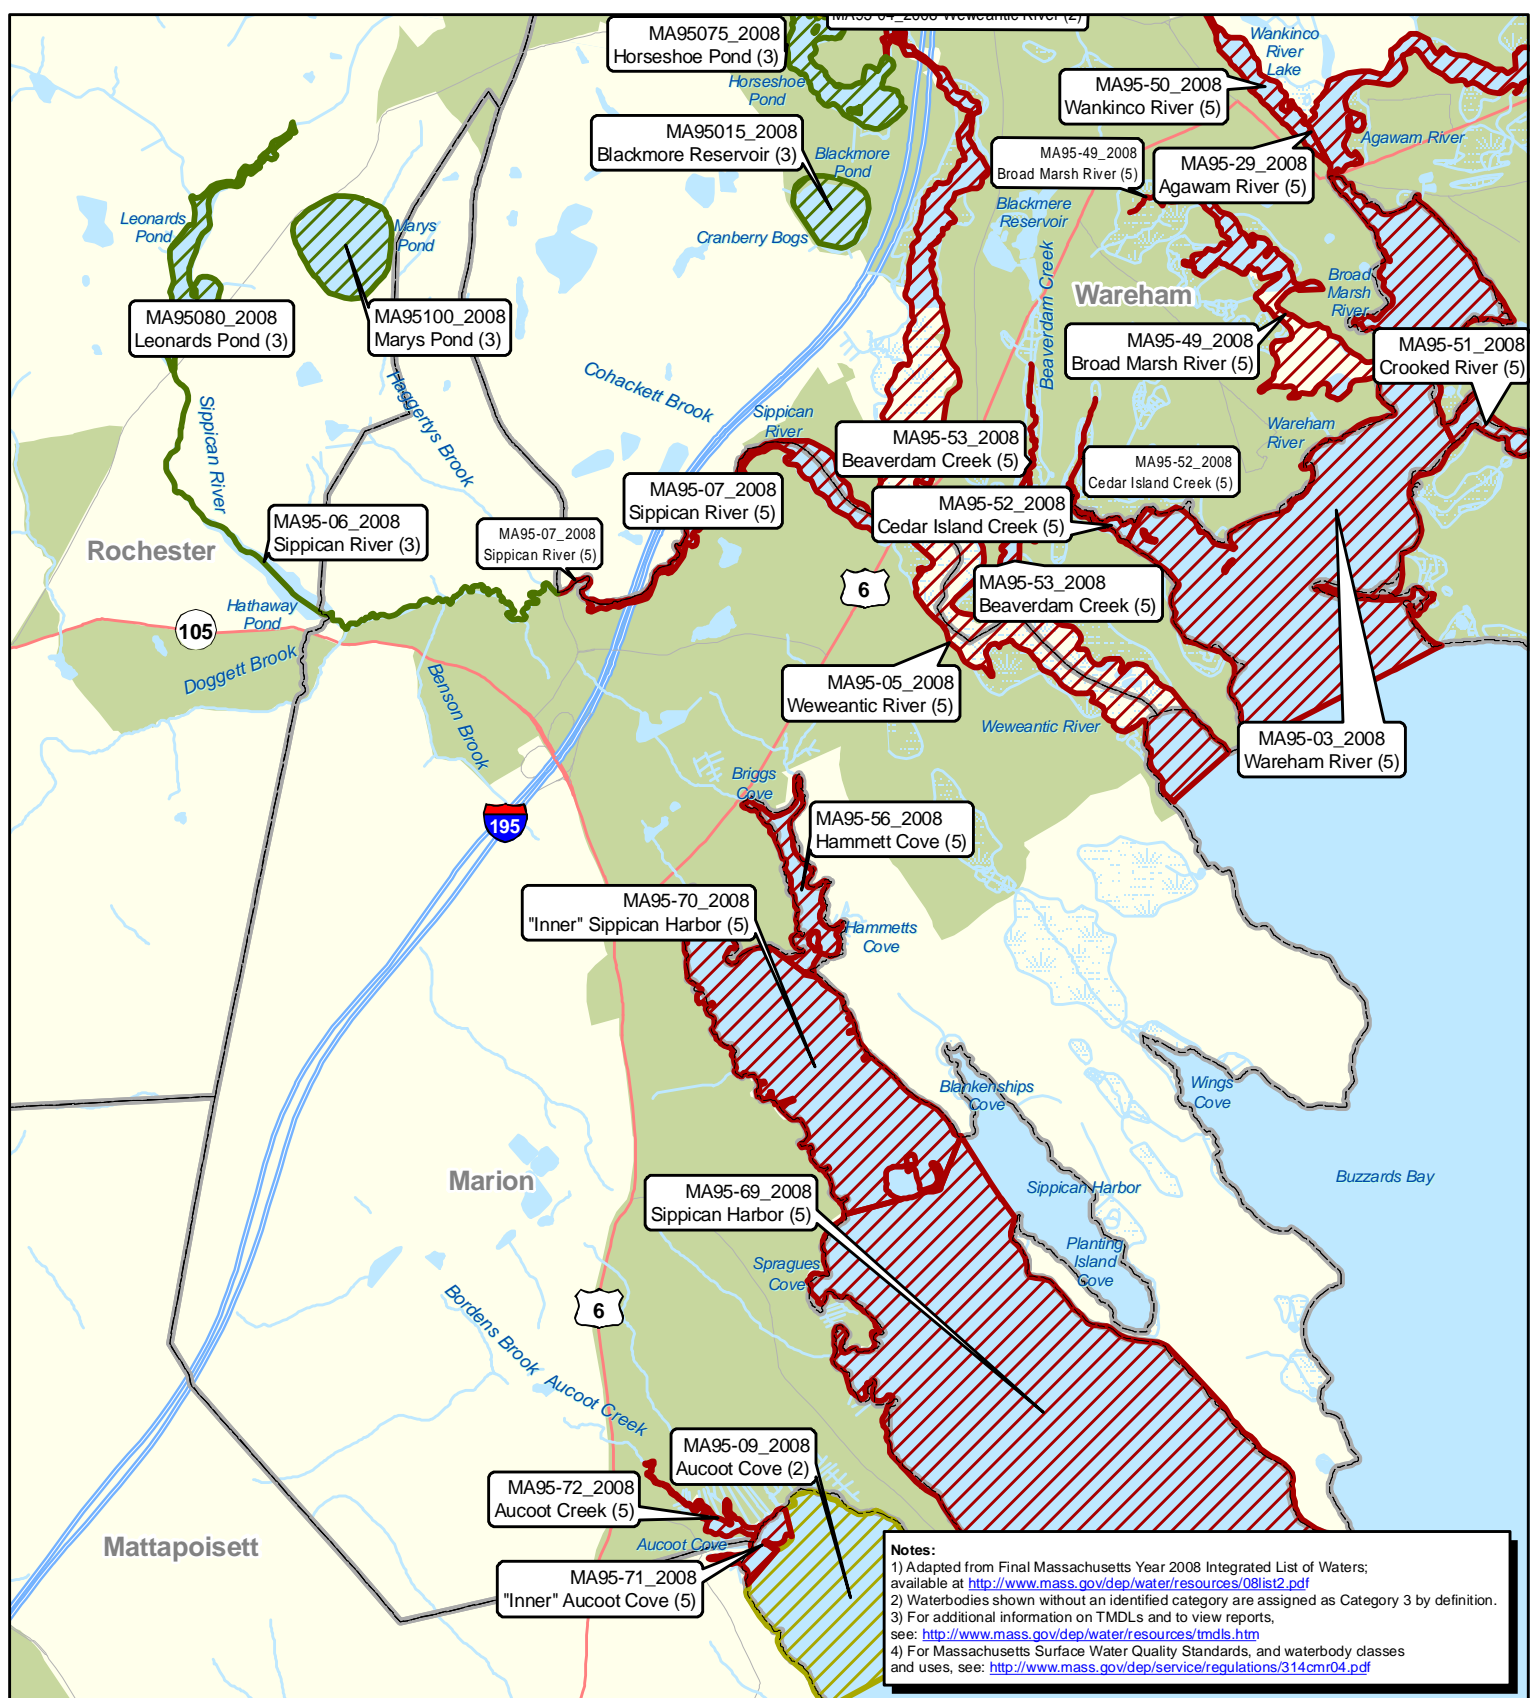 MA95-04_2008 Weweantic River (2)
MA95075_2008
Horseshoe Pond (3)
Horseshoe
Pond
Wankinco
River
Lake
MA95-50_2008
Wankinco River (5)
Agawam River
MA95015_2008
Blackmore Reservoir (3)
Blackmore
Pond
MA95-49_2008
Broad Marsh River (5)
MA95-29_2008
Agawam River (5)
Leonards
Pond
Marys
Pond
Cranberry Bogs
Blackmere
Reservoir
Beaverdam Creek
Wareham
Broad
Marsh
River
MA95080_2008
Leonards Pond (3)
MA95100_2008
Marys Pond (3)
MA95-49_2008
Broad Marsh River (5)
MA95-51_2008
Crooked River (5)
Haggertys Brook
Cohackett Brook
Sippican
River
Sippican River
Wareham
River
MA95-53_2008
Beaverdam Creek (5)
MA95-52_2008
Cedar Island Creek (5)
MA95-07_2008
Sippican River (5)
MA95-52_2008
Cedar Island Creek (5)
MA95-06_2008
Sippican River (3)
MA95-07_2008
Sippican River (5)
Rochester
6
MA95-53_2008
Beaverdam Creek (5)
Hathaway
Pond
105
Doggett Brook
Benson Brook
MA95-05_2008
Weweantic River (5)
Weweantic River
MA95-03_2008
Wareham River (5)
Briggs
Cove
195
MA95-56_2008
Hammett Cove (5)
MA95-70_2008
"Inner" Sippican Harbor (5)
Hammetts
Cove
Blankenships
Cove
Wings
Cove
Marion
Buzzards Bay
MA95-69_2008
Sippican Harbor (5)
Sippican Harbor
Planting
Island
Cove
Spragues
Cove
6
Bordens Brook
Aucoot Creek
MA95-09_2008
Aucoot Cove (2)
MA95-72_2008
Aucoot Creek (5)
Mattapoisett
Aucoot Cove
MA95-71_2008
"Inner" Aucoot Cove (5)
Notes:
1) Adapted from Final Massachusetts Year 2008 Integrated List of Waters;
available at http://www.mass.gov/dep/water/resources/08list2.pdf
2) Waterbodies shown without an identified category are assigned as Category 3 by definition.
3) For additional information on TMDLs and to view reports,
see: http://www.mass.gov/dep/water/resources/tmdls.htm
4) For Massachusetts Surface Water Quality Standards, and waterbody classes
and uses, see: http://www.mass.gov/dep/service/regulations/314cmr04.pdf